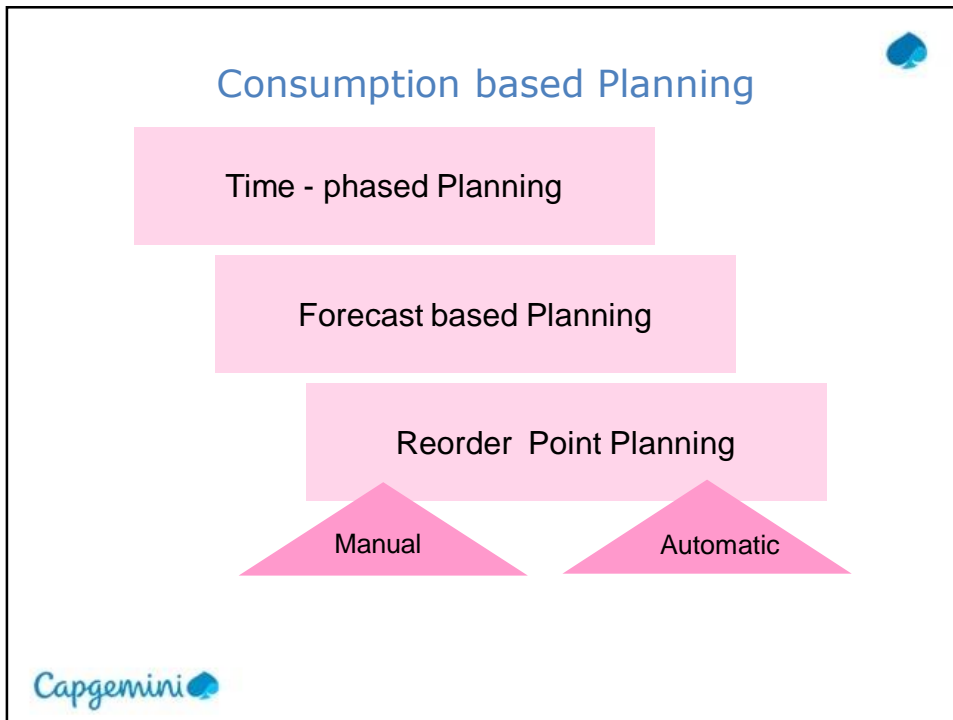 Consumption based Planning
Time - phased Planning
Forecast based Planning
Reorder  Point Planning
Manual
Automatic
Capgemini